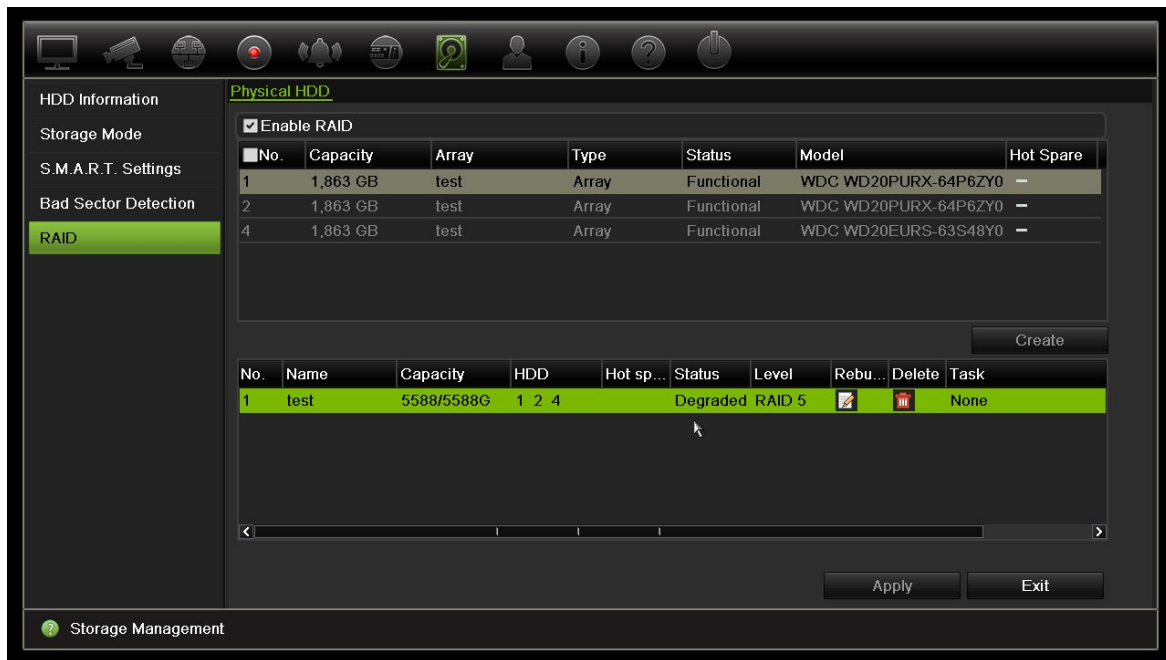 Physical HDD
HDD Information
Storage Mode
S.M.A.R.T. Settings
Bad Sector Detection
RAID
Enable RAID
No. Capacity Array Type Status Model Hot Spare
1 1,863 GB test Array Functional WDC WD20PURX-64P6ZY0 –
2 1,863 GB test Array Functional WDC WD20PURX-64P6ZY0 –
4 1,863 GB test Array Functional WDC WD20EURS-63S48Y0 –
Create
No. Name Capacity HDD Hot sp... Status Level Rebu... Delete Task
1 test 5588/5588G 1 2 4 Degraded RAID 5 None
Apply Exit
? Storage Management